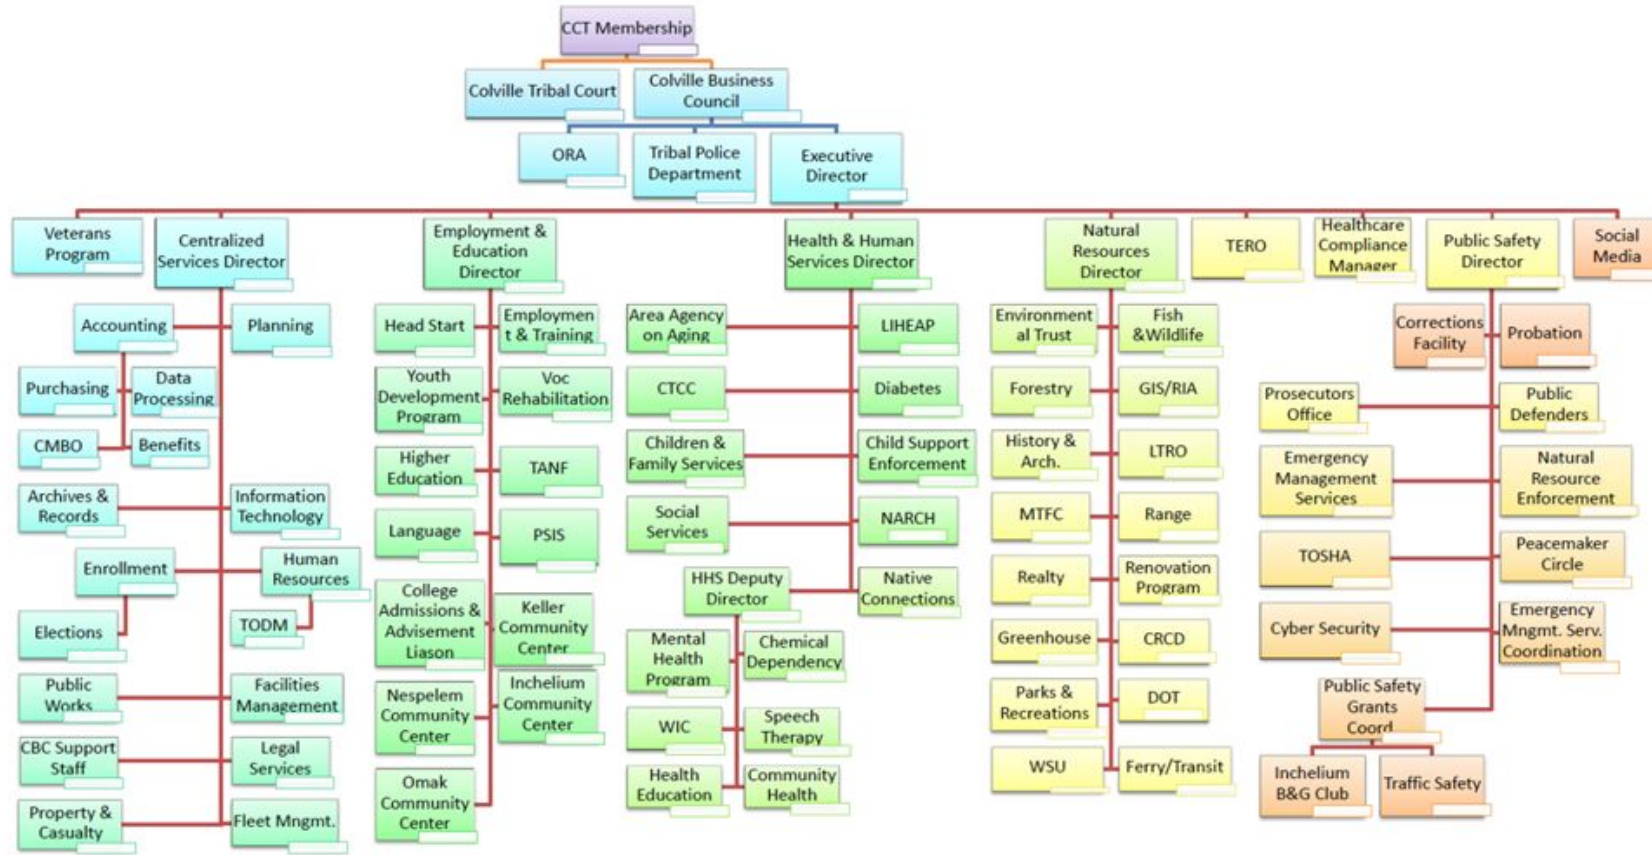 CCT Membership
Colville Tribal Court
Colville Business
Council
ORA
Tribal Police
Department
Executive
Director
Veterans
Program
Centralized
Services Director
Employment &
Education
Director
Health & Human
Services Director
Natural
Resources
Director
TERO
Healthcare
Compliance
Manager
Public Safety
Director
Social
Media
Accounting
Planning
Purchasing
Data
Processing
CMBO
Benefits
Archives &
Records
Information
Technology
Enrollment
Human
Resources
Elections
TODM
Public
Works
Facilities
Management
CBC Support
Staff
Legal
Services
Property &
Casualty
Fleet Mngmt.
Head Start
Employmen
t & Training
Youth
Development
Program
Voc
Rehabilitation
Higher
Education
TANF
Language
PSIS
College
Admissions &
Advisement
Liason
Keller
Community
Center
Nespelem
Community
Center
Inchelium
Community
Center
Omak
Community
Center
Area Agency
on Aging
LIHEAP
CTCC
Diabetes
Children &
Family Services
Child Support
Enforcement
Social
Services
NARCH
HHS Deputy
Director
Native
Connections
Mental
Health
Program
Chemical
Dependency
WIC
Speech
Therapy
Health
Education
Community
Health
Environment
al Trust
Fish
&Wildlife
Forestry
GIS/RIA
History &
Arch.
LTRO
MTFC
Range
Realty
Renovation
Program
Greenhouse
CRCD
Parks &
Recreations
DOT
WSU
Ferry/Transit
Corrections
Facility
Probation
Prosecutors
Office
Public
Defenders
Emergency
Management
Services
Natural
Resource
Enforcement
TOSHA
Peacemaker
Circle
Cyber Security
Emergency
Mngmt. Serv.
Coordination
Public Safety
Grants
Coord
Inchelium
B&G Club
Traffic Safety